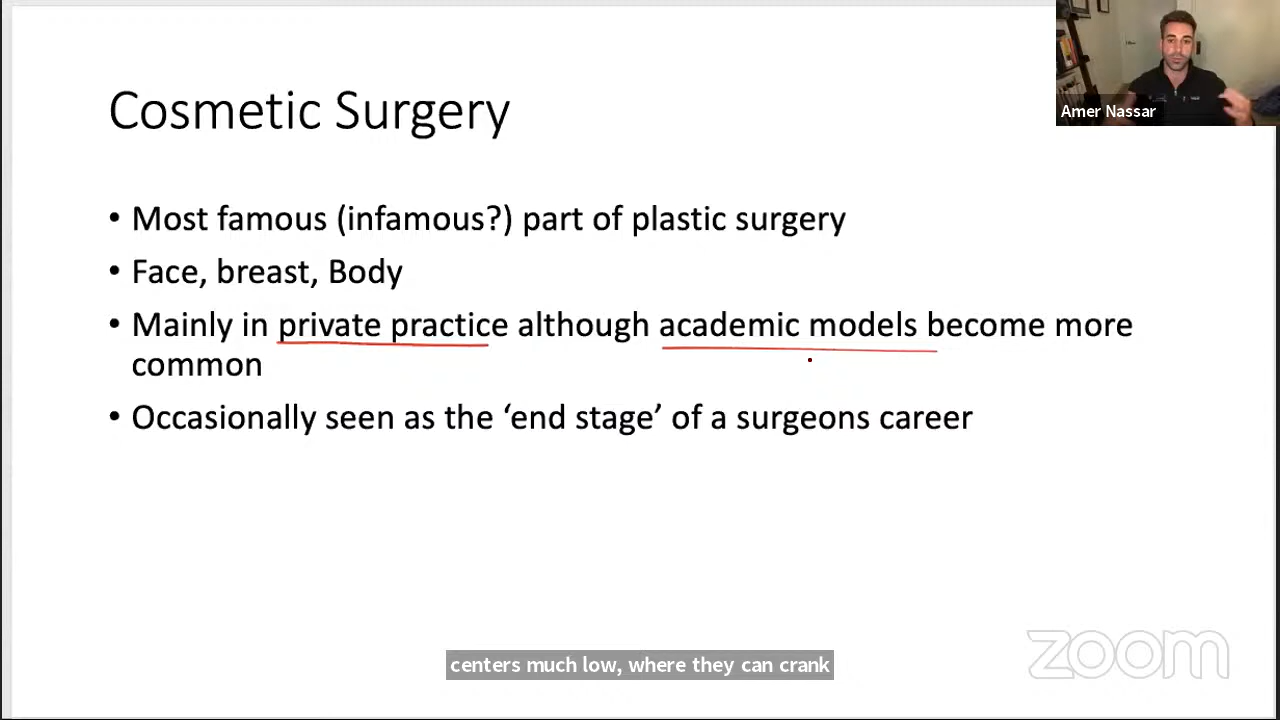 Amer Nassar
Cosmetic Surgery
• Most famous (infamous?) part of plastic surgery
• Face, breast, Body
• Mainly in private practice although academic models become more
common
• Occasionally seen as the ‘end stage’ of a surgeons career
centers much low, where they can crank
zoom